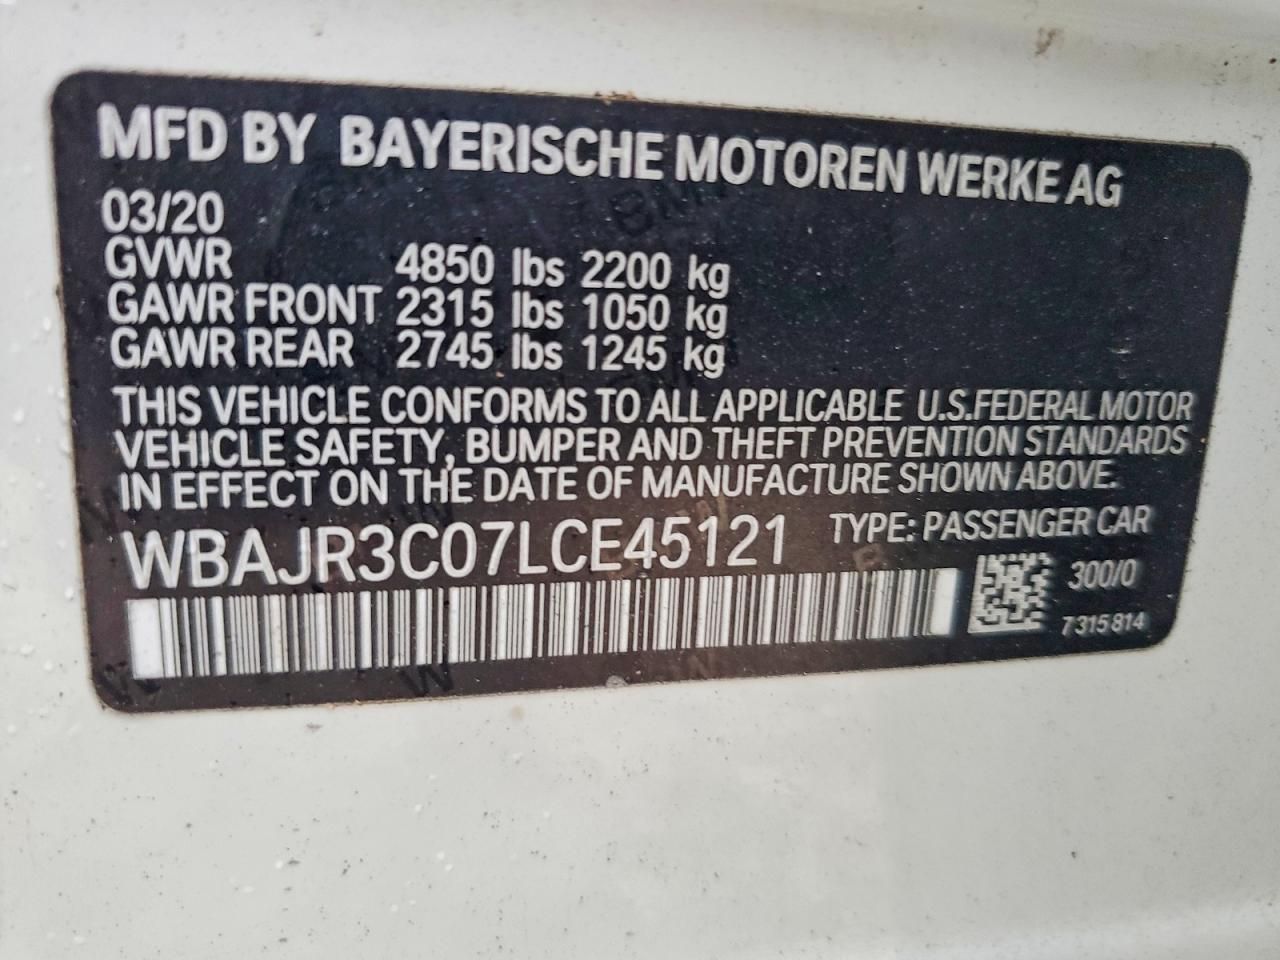 MFD BY BAYERISCHE MOTOREN WERKE AG
03/20
GVWR 4850 lbs 2200 kg
GAWR FRONT 2315 lbs 1050 kg
GAWR REAR 2745 lbs 1245 kg
THIS VEHICLE CONFORMS TO ALL APPLICABLE U.S.FEDERAL MOTOR
VEHICLE SAFETY, BUMPER AND THEFT PREVENTION STANDARDS
IN EFFECT ON THE DATE OF MANUFACTURE SHOWN ABOVE.
WBAJR3C07LCE45121 TYPE: PASSENGER CAR
300/0
7315814